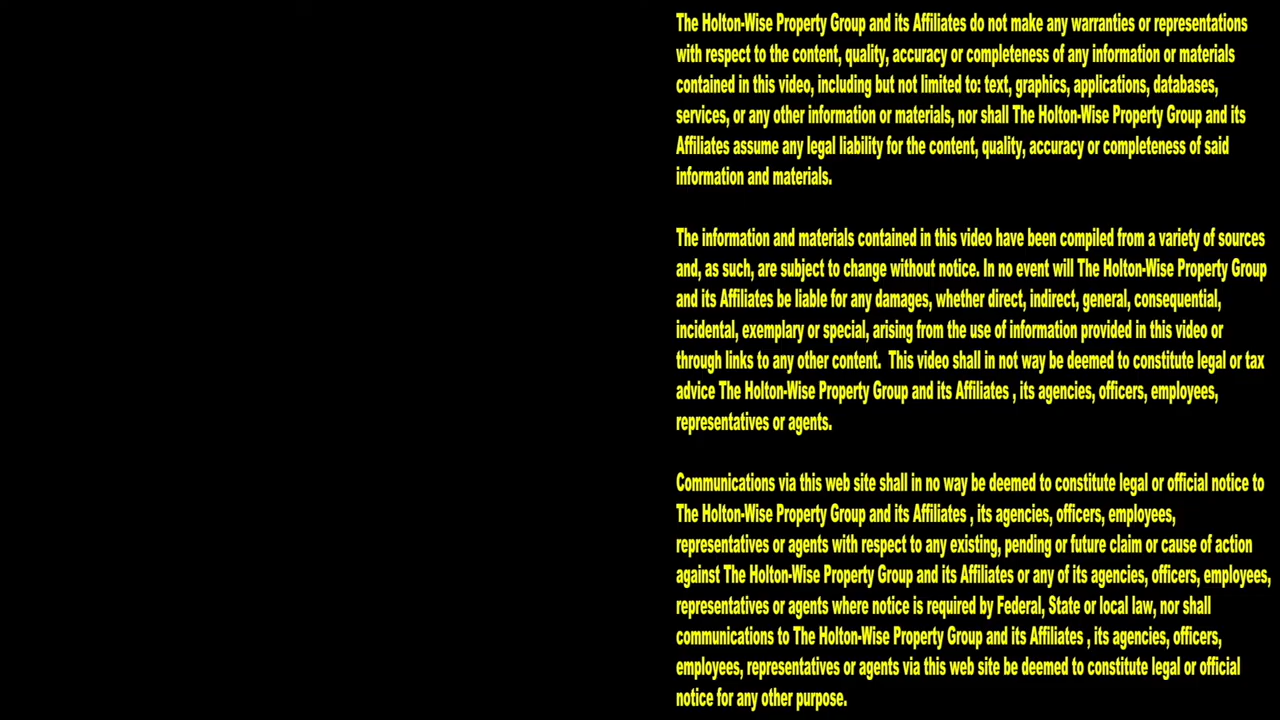 The Holton-Wise Property Group and its Affiliates do not make any warranties or representations
with respect to the content, quality, accuracy or completeness of any information or materials
contained in this video, including but not limited to: text, graphics, applications, databases,
services, or any other information or materials, nor shall The Holton-Wise Property Group and its
Affiliates assume any legal liability for the content, quality, accuracy or completeness of said
information and materials.
The information and materials contained in this video have been compiled from a variety of sources
and, as such, are subject to change without notice. In no event will The Holton-Wise Property Group
and its Affiliates be liable for any damages, whether direct, indirect, general, consequential,
incidental, exemplary or special, arising from the use of information provided in this video or
through links to any other content.  This video shall in not way be deemed to constitute legal or tax
advice The Holton-Wise Property Group and its Affiliates , its agencies, officers, employees,
representatives or agents.
Communications via this web site shall in no way be deemed to constitute legal or official notice to
The Holton-Wise Property Group and its Affiliates , its agencies, officers, employees,
representatives or agents with respect to any existing, pending or future claim or cause of action
against The Holton-Wise Property Group and its Affiliates or any of its agencies, officers, employees,
representatives or agents where notice is required by Federal, State or local law, nor shall
communications to The Holton-Wise Property Group and its Affiliates , its agencies, officers,
employees, representatives or agents via this web site be deemed to constitute legal or official
notice for any other purpose.